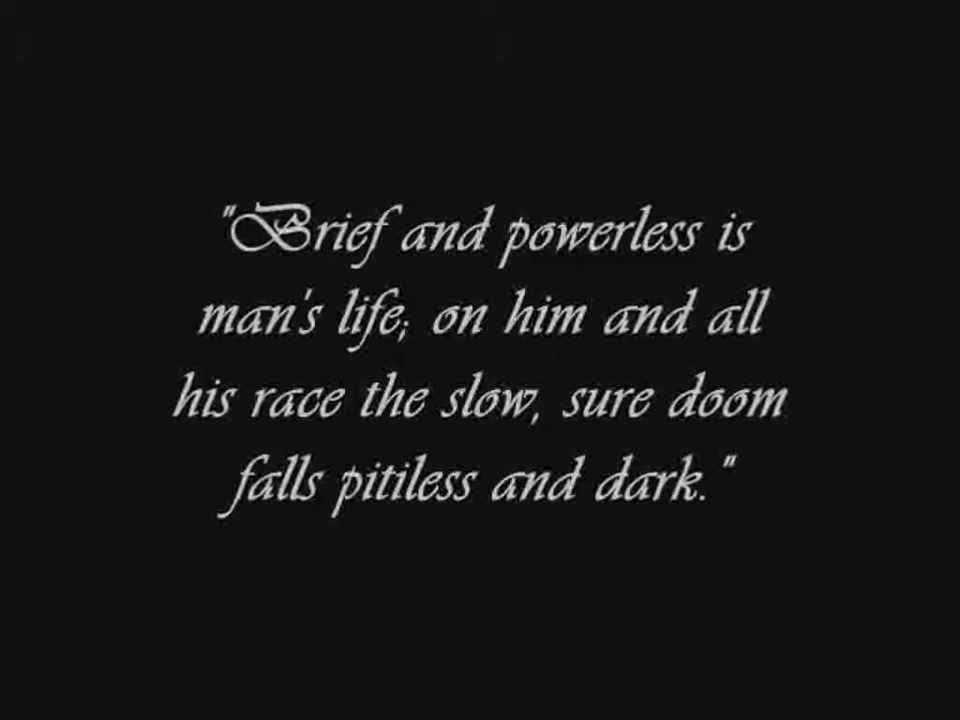 "Brief and powerless is
man's life; on him and all
his race the slow, sure doom
falls pitiless and dark."